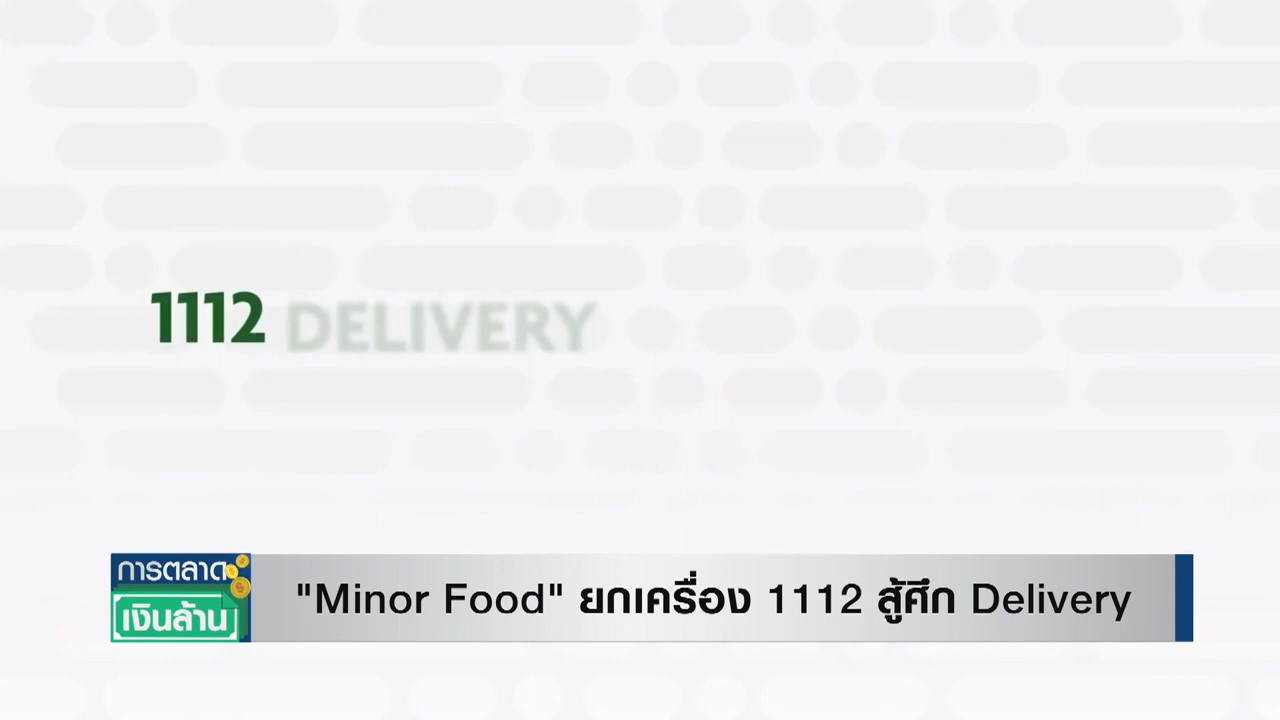 1112 DELIVERY
การตลาด
เงินล้าน
"Minor Food" ยกเครื่อง 1112 สู้ศึก Delivery